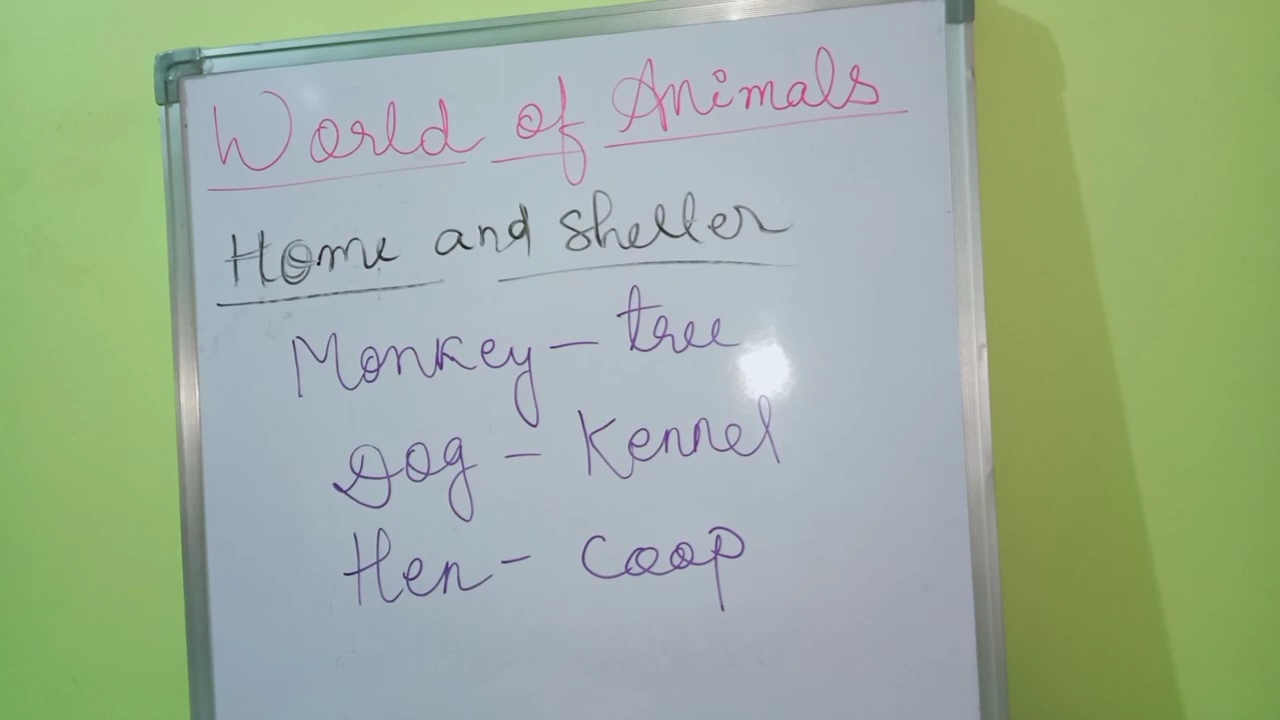 World of Animals
Home and shelter
Monkey - tree
Dog - Kennel
Hen - Coop